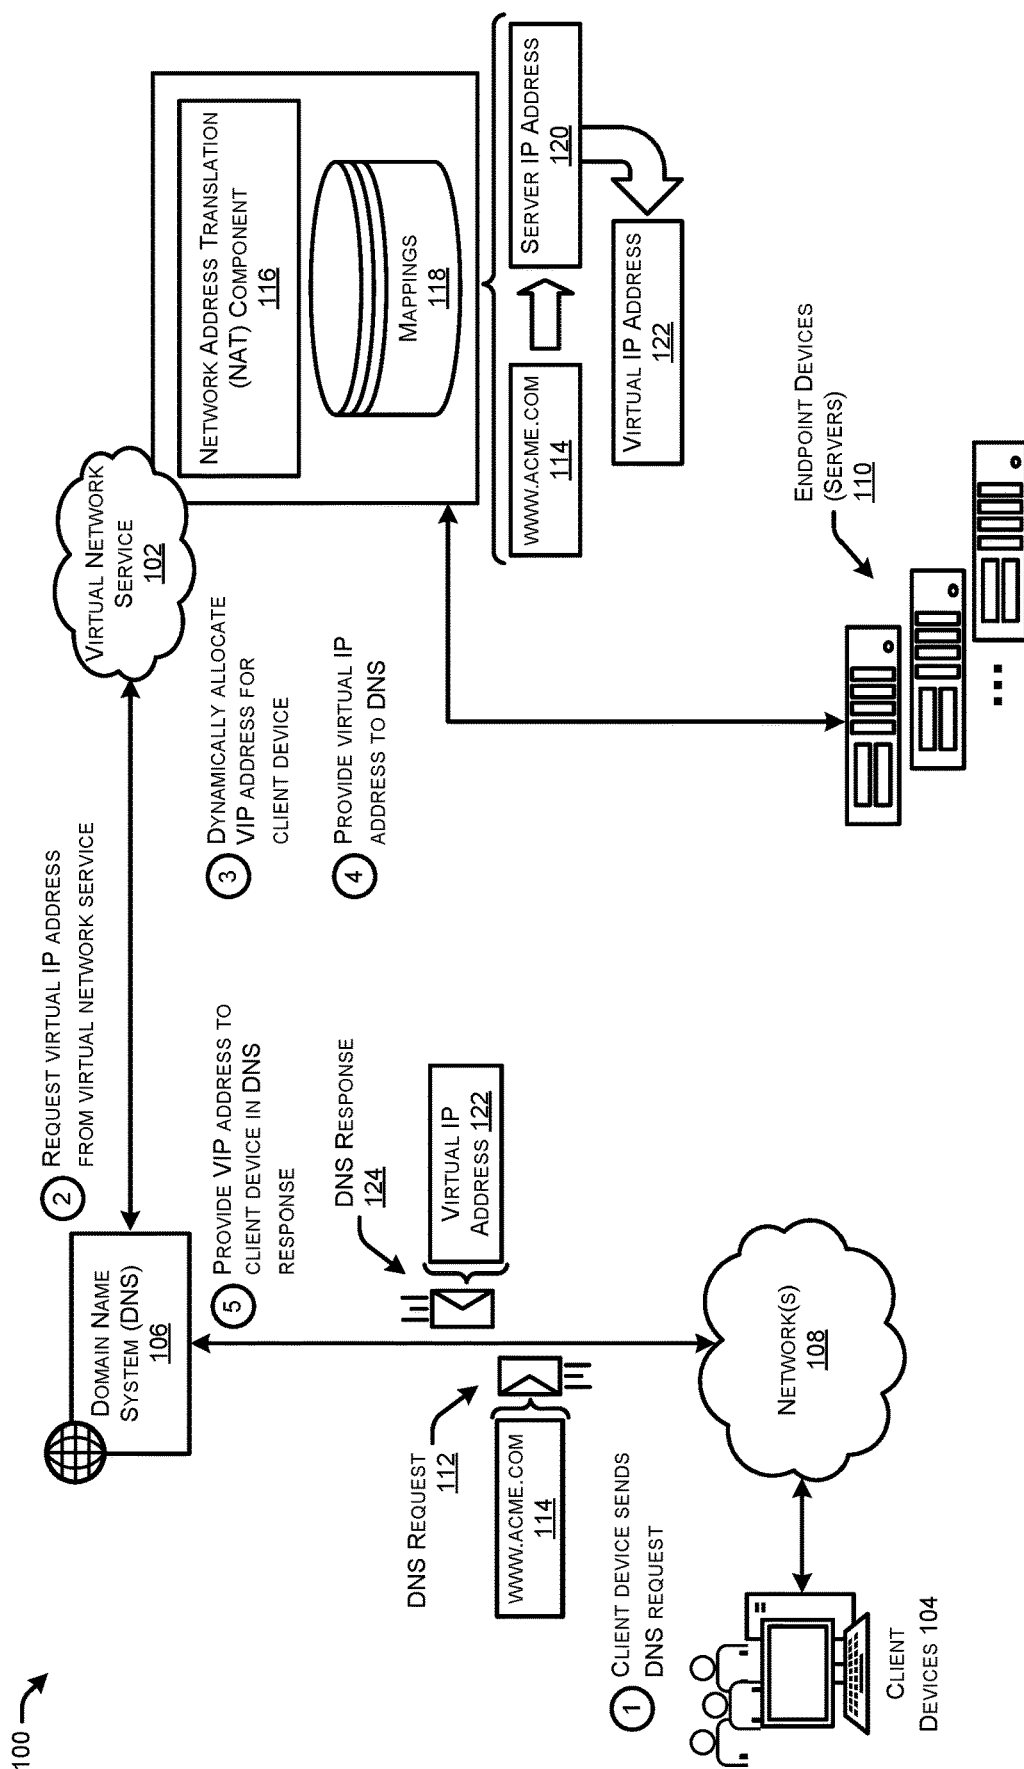 100
2
REQUEST VIRTUAL IP ADDRESS
FROM VIRTUAL NETWORK SERVICE
DOMAIN NAME
SYSTEM (DNS)
106
VIRTUAL NETWORK
SERVICE
102
3
DYNAMICALLY ALLOCATE
VIP ADDRESS FOR
CLIENT DEVICE
4
PROVIDE VIRTUAL IP
ADDRESS TO DNS
5
PROVIDE VIP ADDRESS TO
CLIENT DEVICE IN DNS
RESPONSE
NETWORK ADDRESS TRANSLATION
(NAT) COMPONENT
116
MAPPINGS
118
WWW.ACME.COM
114
SERVER IP ADDRESS
120
VIRTUAL IP ADDRESS
122
DNS RESPONSE
124
VIRTUAL IP
ADDRESS 122
DNS REQUEST
112
WWW.ACME.COM
114
1
CLIENT DEVICE SENDS
DNS REQUEST
NETWORK(S)
108
CLIENT
DEVICES 104
ENDPOINT DEVICES
(SERVERS)
110